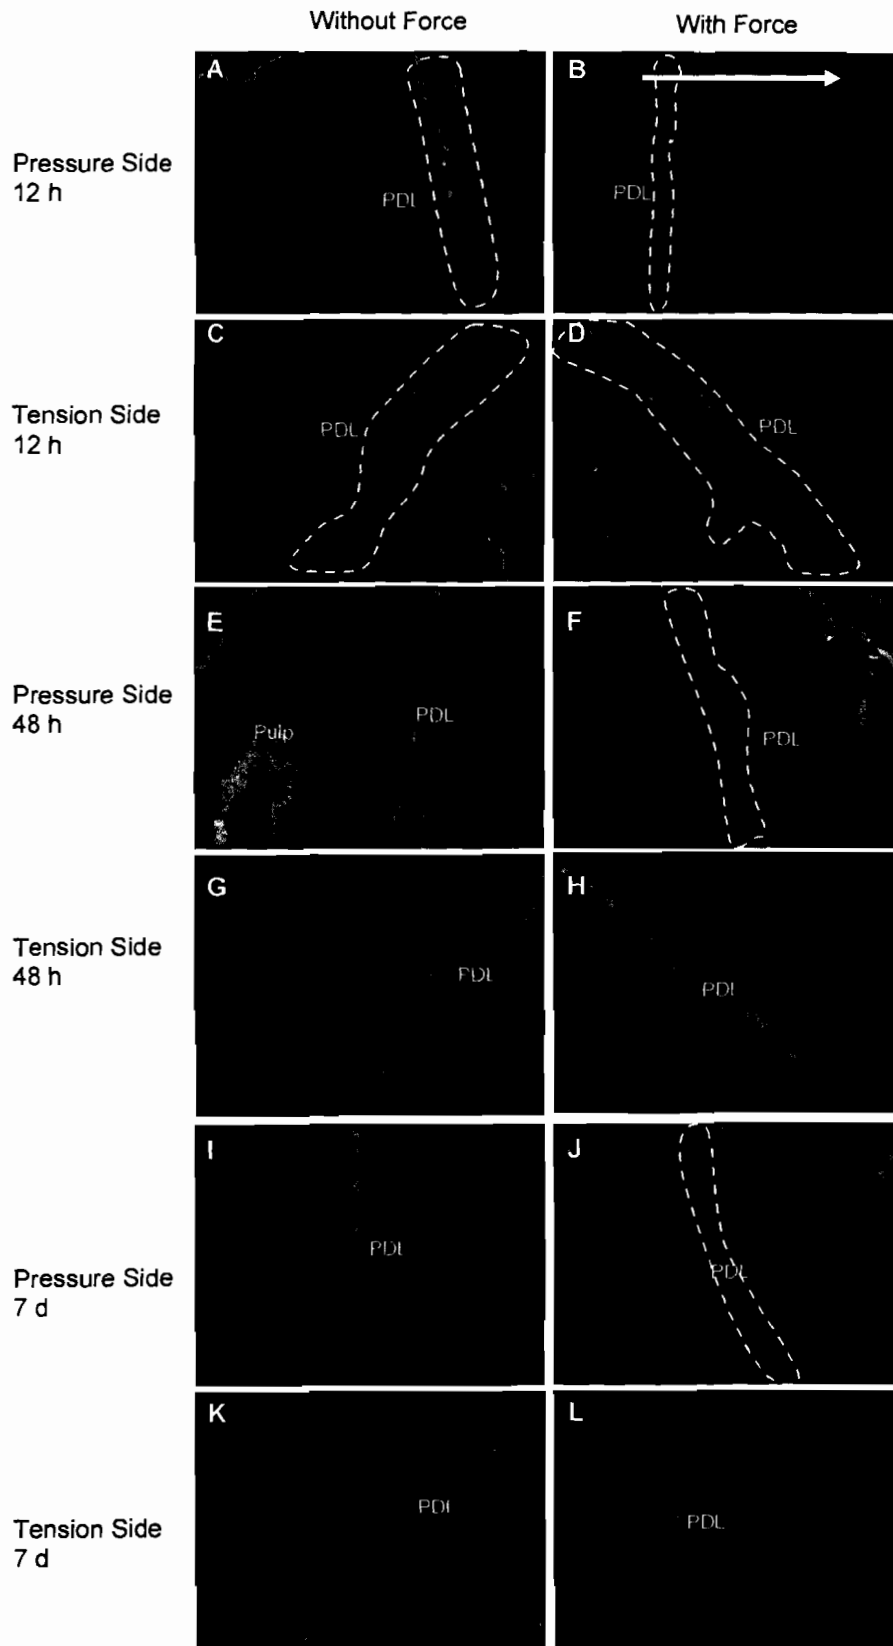 Without Force
With Force
Pressure Side
12 h
A
PDL
B
PDL
Tension Side
12 h
C
PDL
D
PDL
Pressure Side
48 h
E
Pulp
PDL
F
PDL
Tension Side
48 h
G
PDL
H
PDL
Pressure Side
7 d
I
PDL
J
PDL
Tension Side
7 d
K
PDL
L
PDL